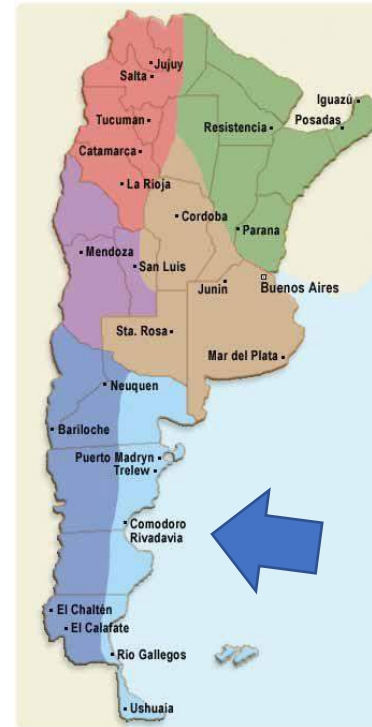 Jujuy
Salta
Iguazú
Tucuman
Resistencia
Posadas
Catamarca
La Rioja
Cordoba
Parana
Mendoza
San Luis
Junin
Buenos Aires
Sta. Rosa
Mar del Plata
Neuquen
Bariloche
Puerto Madryn
Trelew
Comodoro
Rivadavia
El Chaltén
El Calafate
Rio Gallegos
Ushuaia